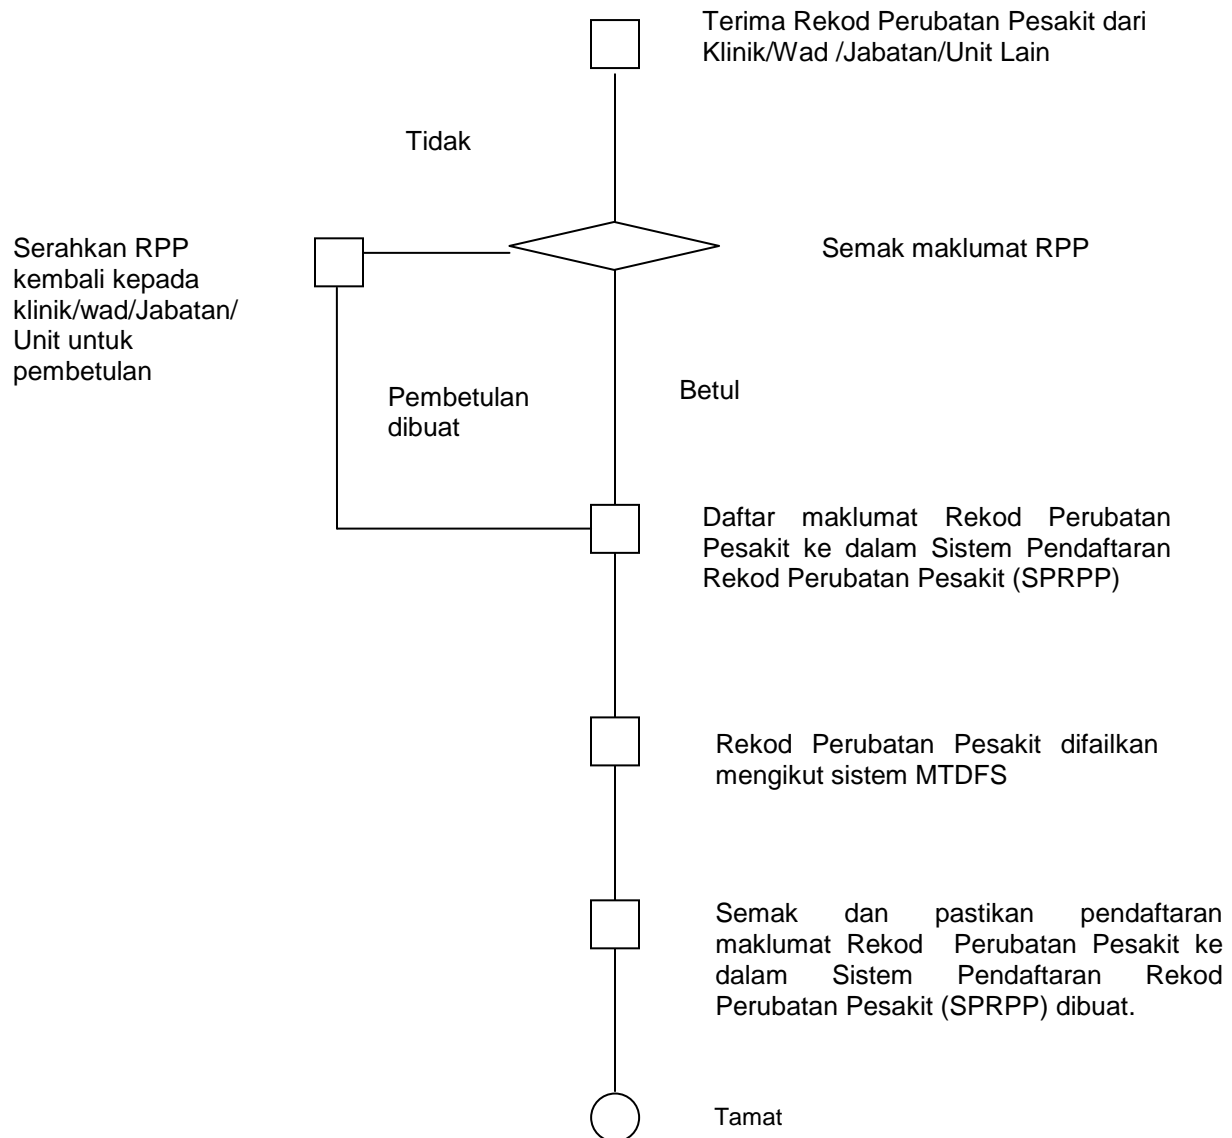 Terima Rekod Perubatan Pesakit dari
Klinik/Wad /Jabatan/Unit Lain
Tidak
Serahkan RPP
kembali kepada
klinik/wad/Jabatan/
Unit untuk
pembetulan
Semak maklumat RPP
Pembetulan
dibuat
Betul
Daftar maklumat Rekod Perubatan
Pesakit ke dalam Sistem Pendaftaran
Rekod Perubatan Pesakit (SPRPP)
Rekod Perubatan Pesakit difailkan
mengikut sistem MTDFS
Semak dan pastikan pendaftaran
maklumat Rekod Perubatan Pesakit ke
dalam Sistem Pendaftaran Rekod
Perubatan Pesakit (SPRPP) dibuat.
Tamat